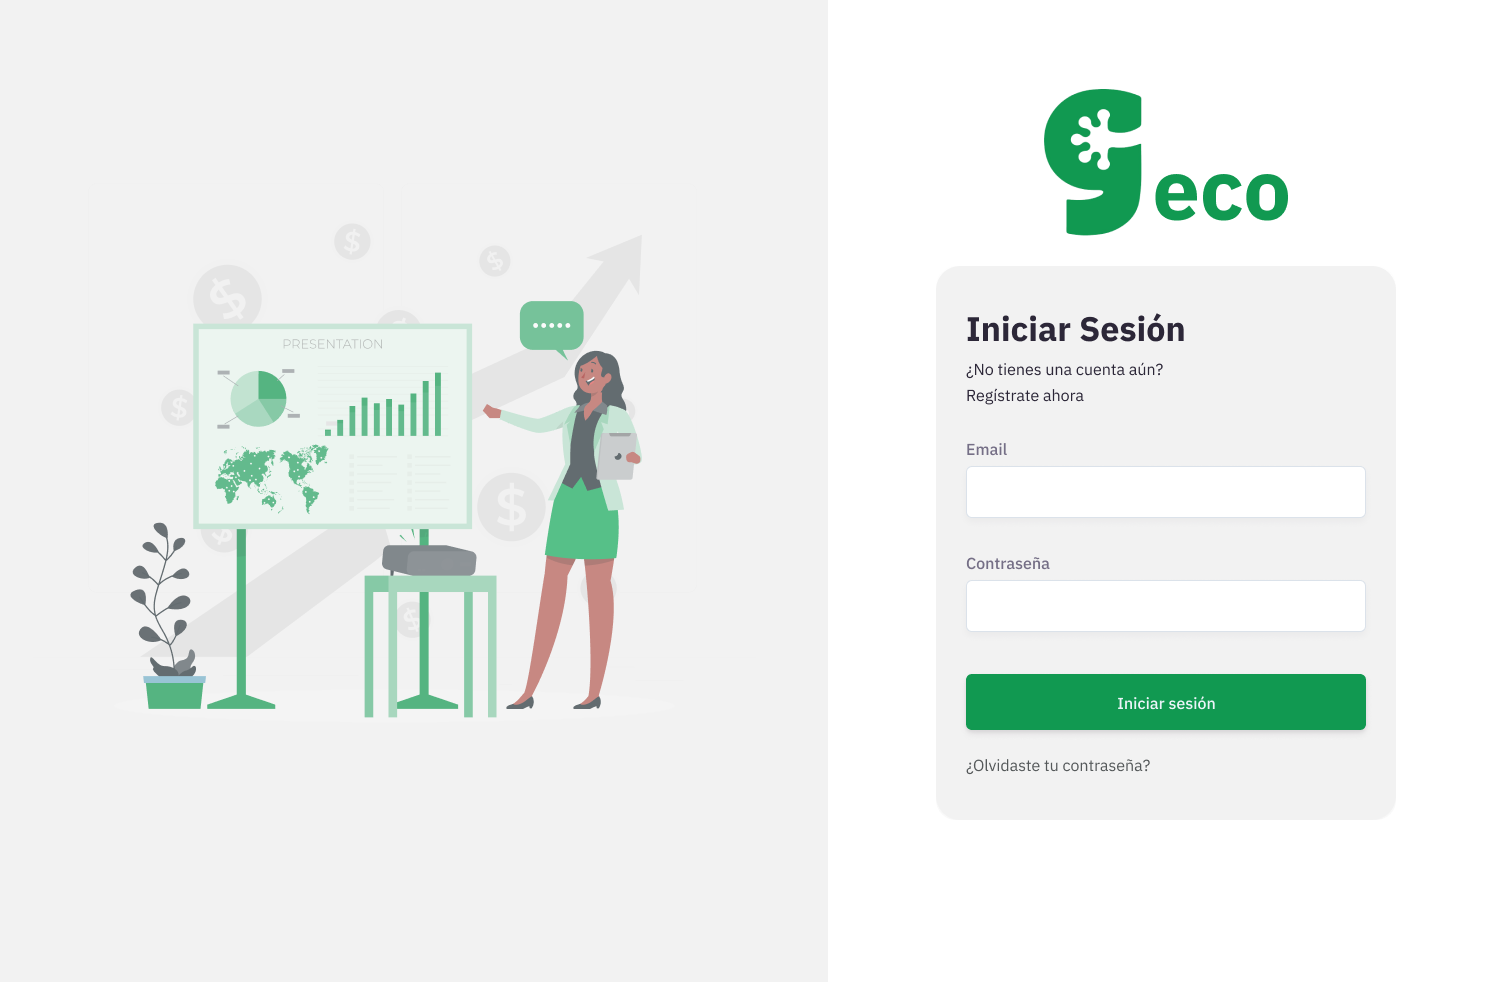 PRESENTATION
geco
Iniciar Sesión
¿No tienes una cuenta aún?
Regístrate ahora
Email
Contraseña
Iniciar sesión
¿Olvidaste tu contraseña?